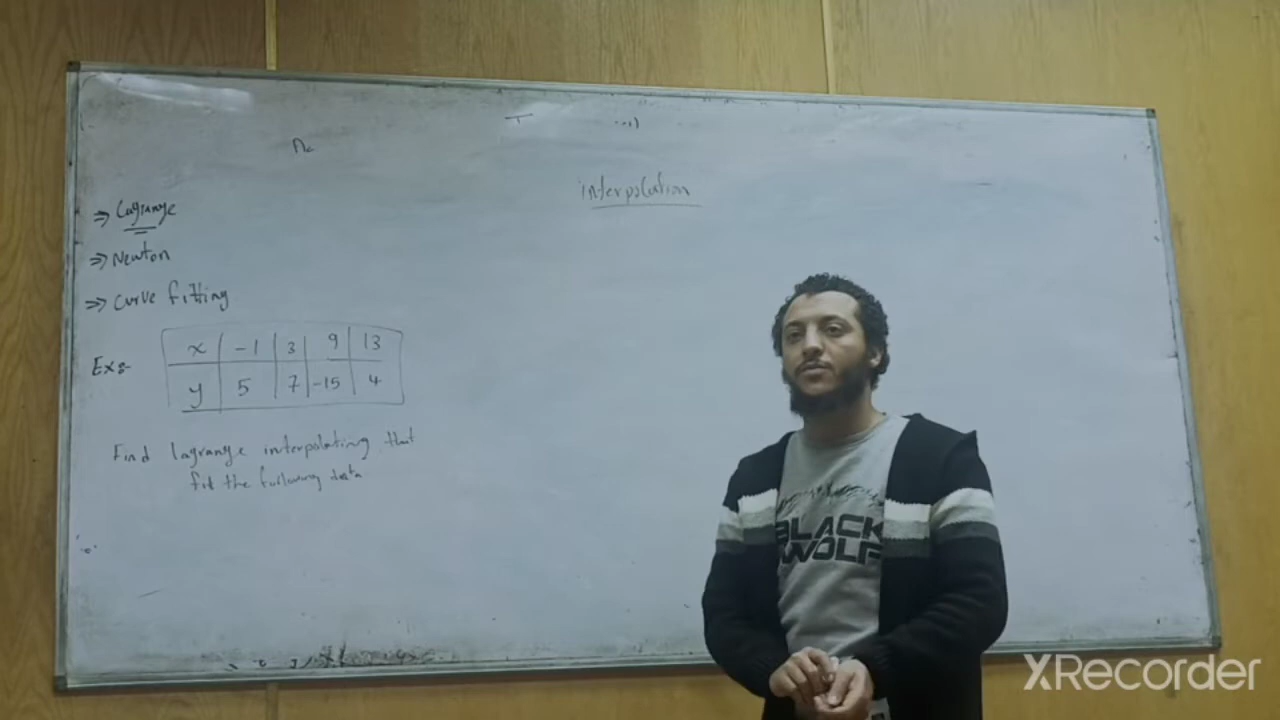 interpolation
⇒ Lagrange
⇒ Newton
⇒ Curve fitting
Ex:-
x | -1 | 3 | 9 | 13
y | 5 | 7 | -15 | 4
Find lagrange interpolating that
fit the following data
BLACK
WOLF
XRecorder